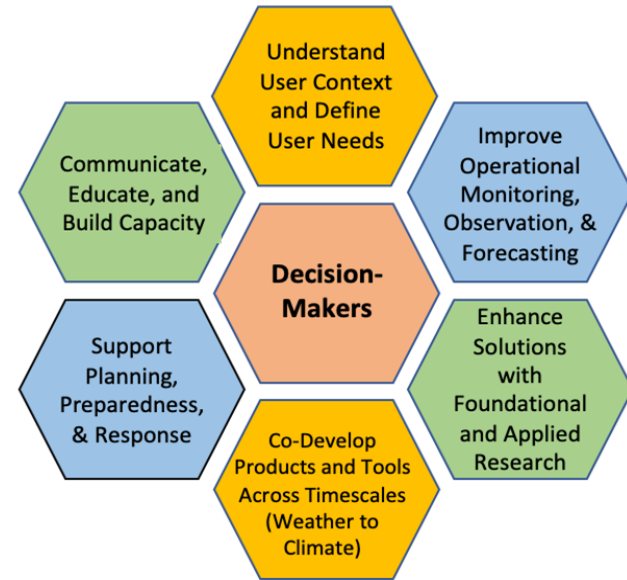 Understand
User Context
and Define
User Needs
Improve
Operational
Monitoring,
Observation, &
Forecasting
Enhance
Solutions
with
Foundational
and Applied
Research
Co-Develop
Products and Tools
Across Timescales
(Weather to
Climate)
Support
Planning,
Preparedness,
& Response
Communicate,
Educate, and
Build Capacity
Decision-
Makers